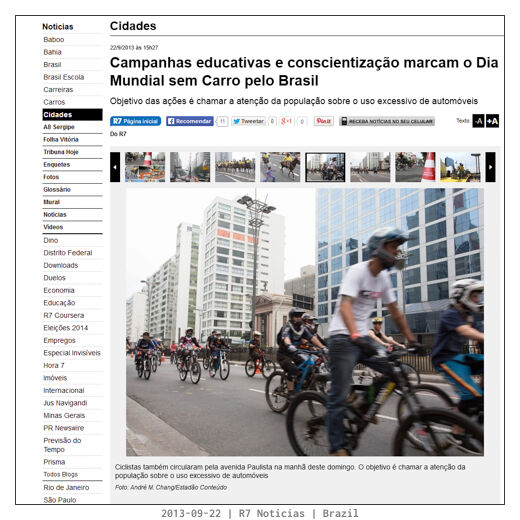 Notícias
Baboo
Bahia
Brasil
Brasil Escola
Carreiras
Carros
Cidades
A8 Sergipe
Folha Vitória
Tribuna Hoje
Enquetes
Fotos
Glossário
Mural
Notícias
Vídeos
Dino
Distrito Federal
Downloads
Duelos
Economia
Educação
R7 Coursera
Eleições 2014
Empregos
Especial Invisíveis
Hora 7
Imóveis
Internacional
Jus Navigandi
Minas Gerais
PR Newswire
Previsão do
Tempo
Prisma
Todos Blogs
Rio de Janeiro
São Paulo
Cidades
22/9/2013 às 15h27
Campanhas educativas e conscientização marcam o Dia
Mundial sem Carro pelo Brasil
Objetivo das ações é chamar a atenção da população sobre o uso excessivo de automóveis
R7 Página inicial Recomendar 11 Tweetar 0 +1 0 Pin it RECEBA NOTÍCIAS NO SEU CELULAR Texto: -A +A
Do R7
Ciclistas também circularam pela avenida Paulista na manhã deste domingo. O objetivo é chamar a atenção da
população sobre o uso excessivo de automóveis
Foto: André M. Chang/Estadão Conteúdo
2013-09-22 | R7 Noticias | Brazil